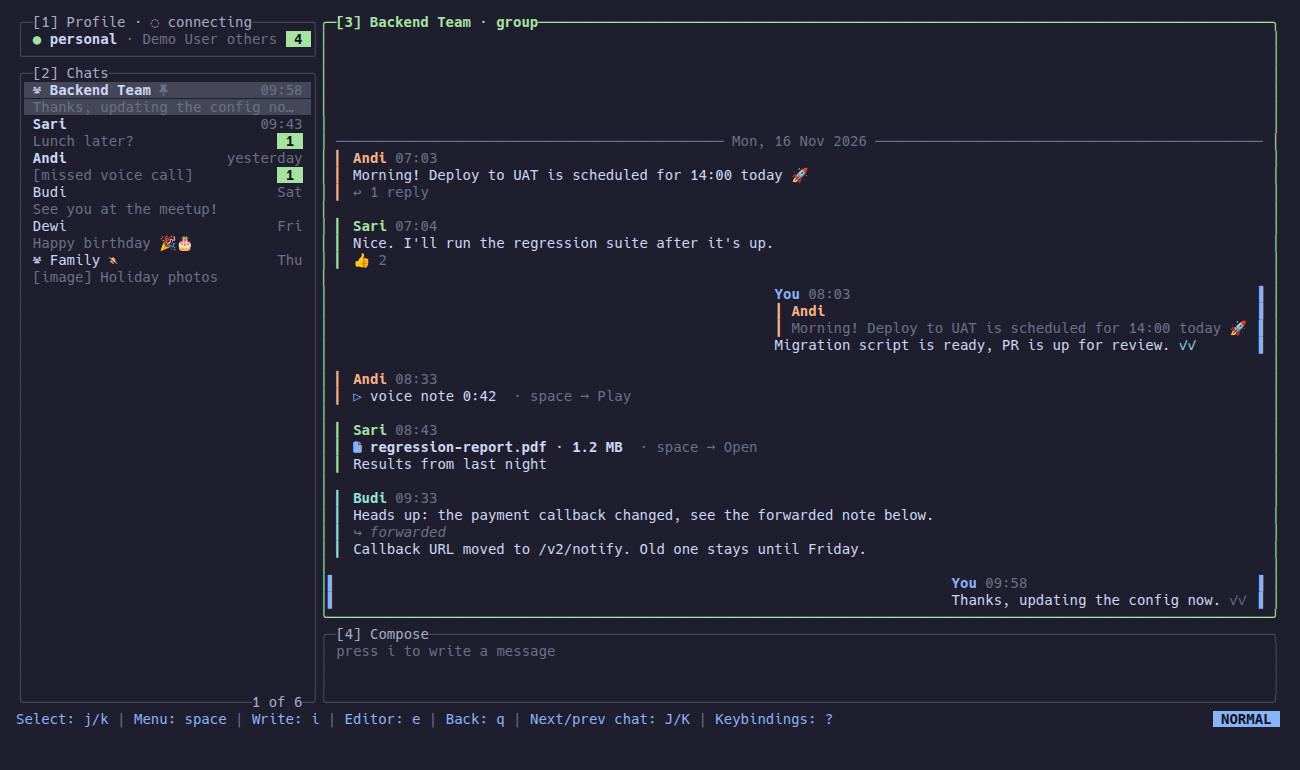 [1] Profile · ◌ connecting
● personal · Demo User others 4
[2] Chats
Backend Team 09:58
Thanks, updating the config no…
Sari 09:43
Lunch later? 1
Andi yesterday
[missed voice call] 1
Budi Sat
See you at the meetup!
Dewi Fri
Happy birthday 🎉🎂
Family Thu
[image] Holiday photos
1 of 6
[3] Backend Team · group
Mon, 16 Nov 2026
Andi 07:03
Morning! Deploy to UAT is scheduled for 14:00 today 🚀
↩ 1 reply
Sari 07:04
Nice. I'll run the regression suite after it's up.
👍 2
You 08:03
Andi
Morning! Deploy to UAT is scheduled for 14:00 today 🚀
Migration script is ready, PR is up for review. √√
Andi 08:33
▷ voice note 0:42 · space → Play
Sari 08:43
regression-report.pdf · 1.2 MB · space → Open
Results from last night
Budi 09:33
Heads up: the payment callback changed, see the forwarded note below.
↪ forwarded
Callback URL moved to /v2/notify. Old one stays until Friday.
You 09:58
Thanks, updating the config now. √√
[4] Compose
press i to write a message
Select: j/k | Menu: space | Write: i | Editor: e | Back: q | Next/prev chat: J/K | Keybindings: ? NORMAL